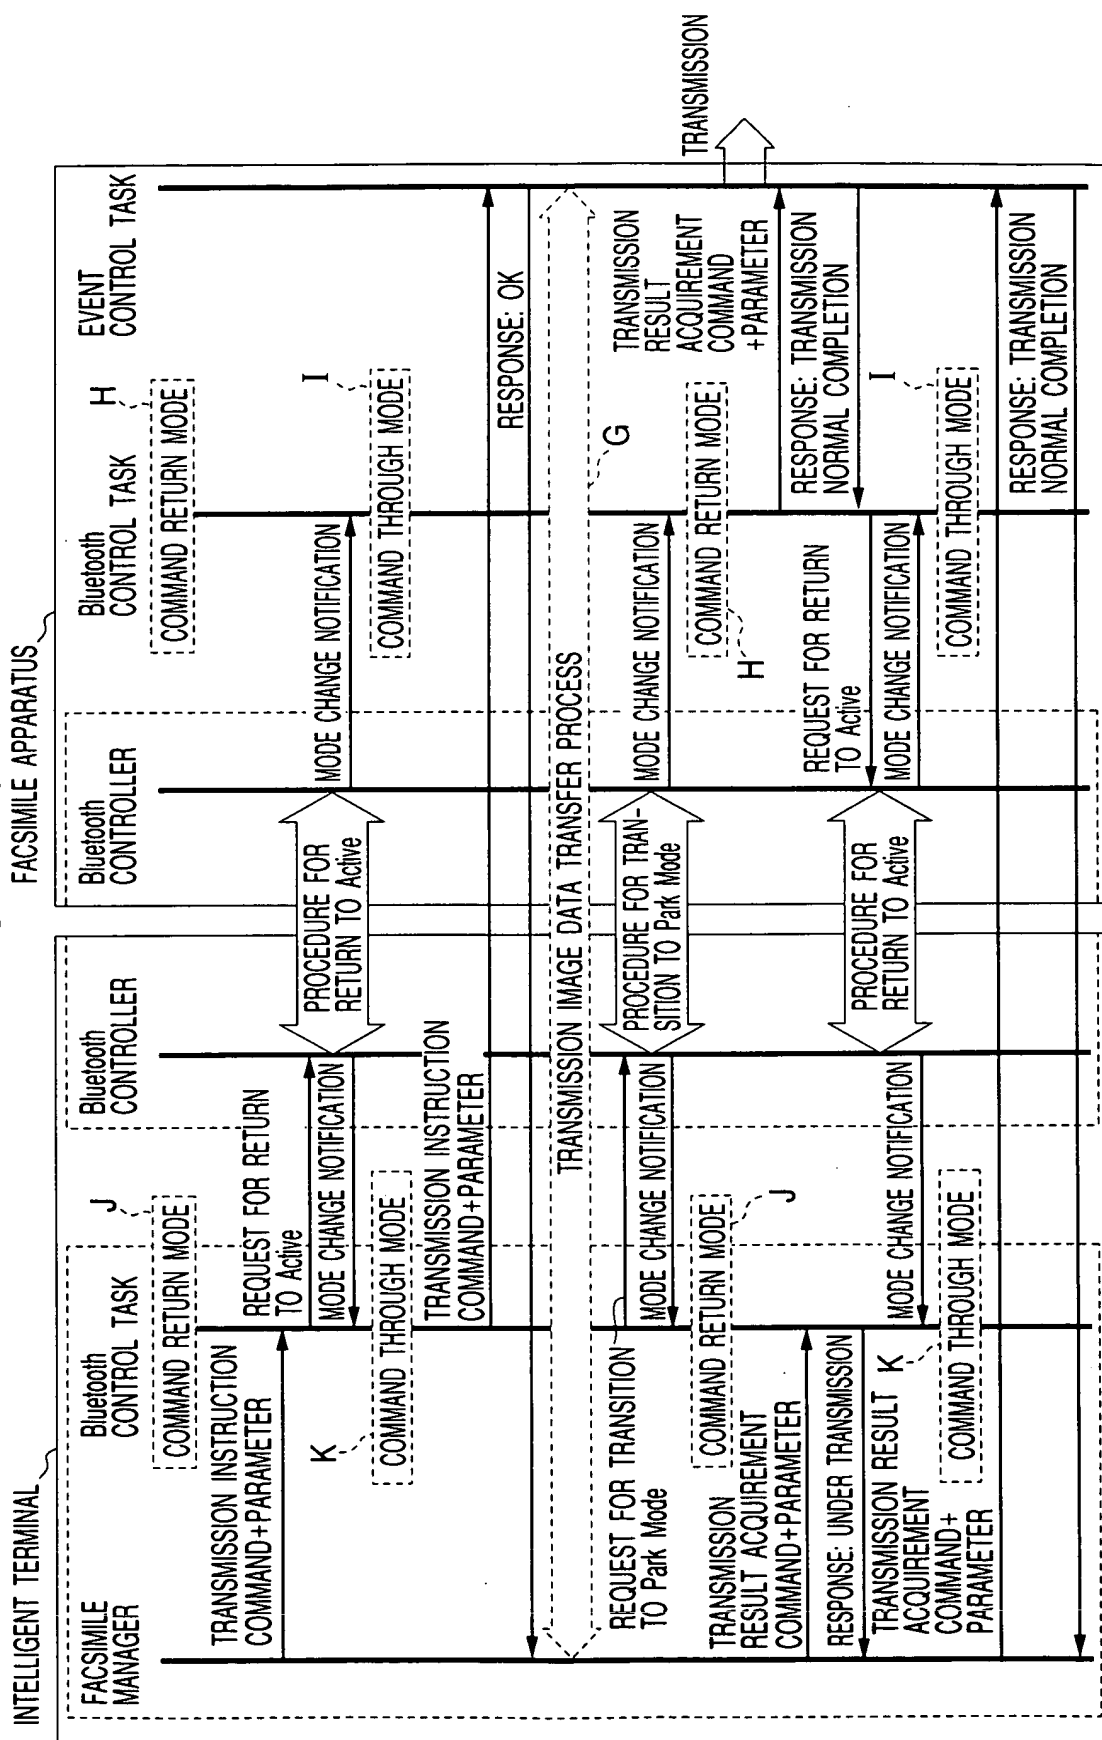 INTELLIGENT TERMINAL
FACSIMILE APPARATUS
FACSIMILE
MANAGER
Bluetooth
CONTROL TASK
Bluetooth
CONTROLLER
Bluetooth
CONTROLLER
Bluetooth
CONTROL TASK
EVENT
CONTROL TASK
J
COMMAND RETURN MODE
H
COMMAND RETURN MODE
TRANSMISSION INSTRUCTION
COMMAND+PARAMETER
REQUEST FOR RETURN
TO Active
MODE CHANGE NOTIFICATION
PROCEDURE FOR
RETURN TO Active
MODE CHANGE NOTIFICATION
K
COMMAND THROUGH MODE
I
COMMAND THROUGH MODE
TRANSMISSION INSTRUCTION
COMMAND+PARAMETER
RESPONSE: OK
TRANSMISSION IMAGE DATA TRANSFER PROCESS
G
REQUEST FOR TRANSITION
TO Park Mode
MODE CHANGE NOTIFICATION
PROCEDURE FOR TRAN-
SITION TO Park Mode
MODE CHANGE NOTIFICATION
COMMAND RETURN MODE
J
COMMAND RETURN MODE
H
TRANSMISSION
RESULT
ACQUIREMENT
COMMAND
+PARAMETER
TRANSMISSION
TRANSMISSION
RESULT ACQUIREMENT
COMMAND+PARAMETER
RESPONSE: UNDER TRANSMISSION
RESPONSE: TRANSMISSION
NORMAL COMPLETION
REQUEST FOR RETURN
TO Active
PROCEDURE FOR
RETURN TO Active
MODE CHANGE NOTIFICATION
MODE CHANGE NOTIFICATION
K
COMMAND THROUGH MODE
I
COMMAND THROUGH MODE
TRANSMISSION RESULT
ACQUIREMENT
COMMAND+
PARAMETER
RESPONSE: TRANSMISSION
NORMAL COMPLETION